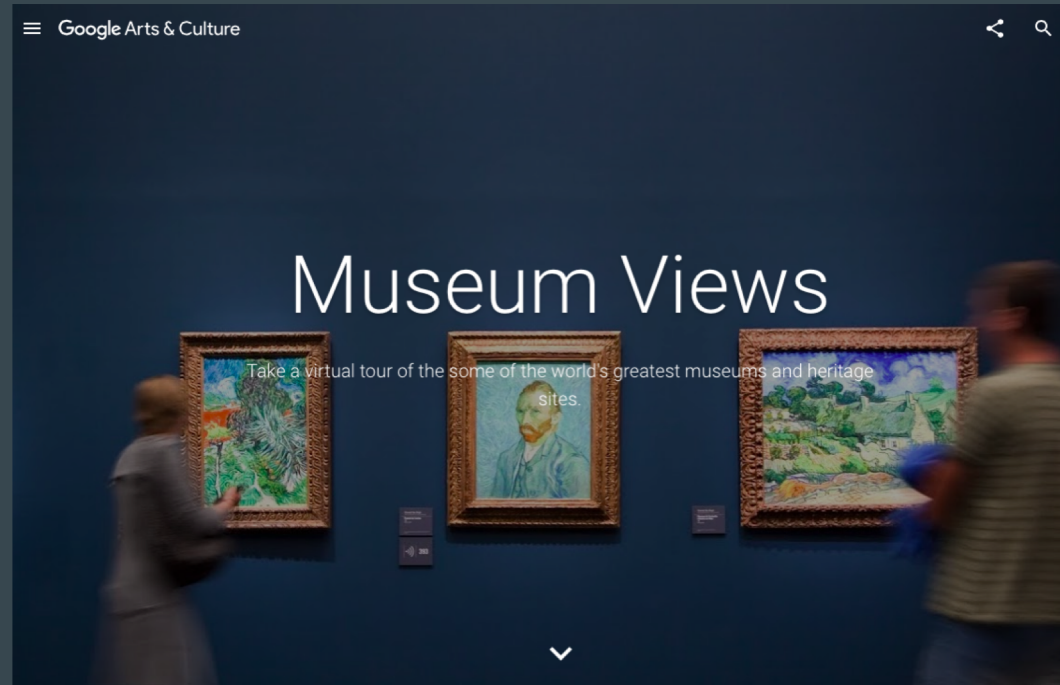 Google Arts & Culture
Museum Views
Take a virtual tour of the some of the world's greatest museums and heritage
sites.